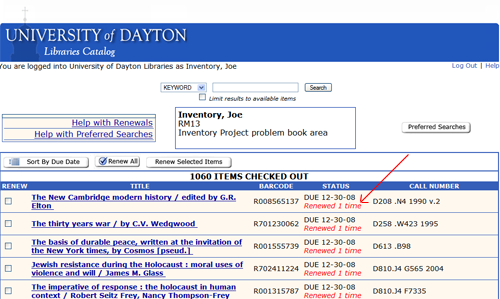 UNIVERSITY of DAYTON
Libraries Catalog
You are logged into University of Dayton Libraries as Inventory, Joe
Log Out | Help
KEYWORD
Search
Limit results to available items
Help with Renewals
Help with Preferred Searches
Inventory, Joe
RM13
Inventory Project problem book area
Preferred Searches
Sort By Due Date
Renew All
Renew Selected Items
1060 ITEMS CHECKED OUT
RENEW TITLE BARCODE STATUS CALL NUMBER
The New Cambridge modern history / edited by G.R. Elton R008565137 DUE 12-30-08 Renewed 1 time D208 .N4 1990 v.2
The thirty years war / by C.V. Wedgwood R701230062 DUE 12-30-08 Renewed 1 time D258 .W423 1995
The basis of durable peace, written at the invitation of the New York times, by Cosmos [pseud.] R001555739 DUE 12-30-08 Renewed 1 time D613 .B98
Jewish resistance during the Holocaust : moral uses of violence and will / James M. Glass R702411224 DUE 12-30-08 Renewed 1 time D810.J4 G565 2004
The imperative of response : the holocaust in human context / Robert Seitz Frey, Nancy Thompson-Frey R001315787 DUE 12-30-08 Renewed 1 time D810.J4 F7335